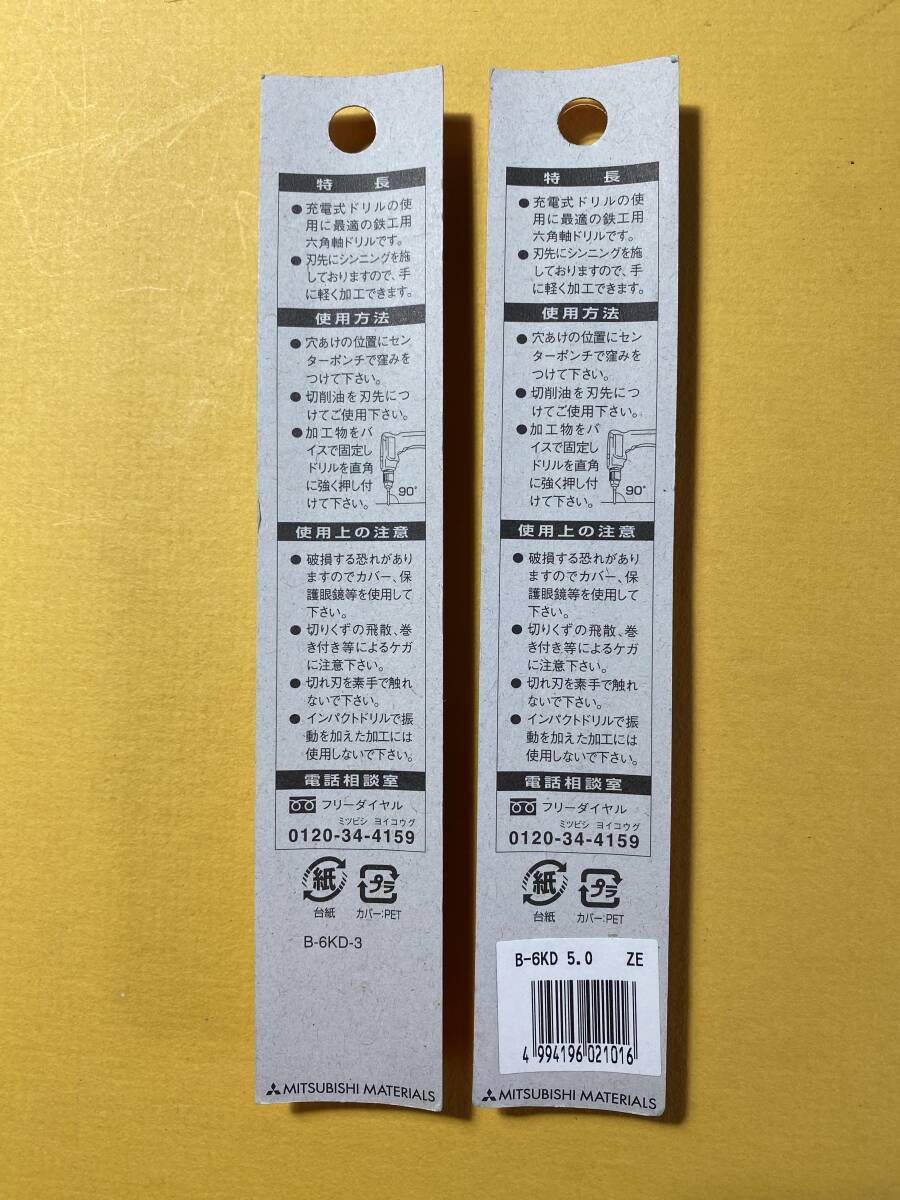 特 長
● 充電式ドリルの使
用に最適の鉄工用
六角軸ドリルです。
● 刃先にシンニングを施
しておりますので、手
に軽く加工できます。
使用方法
● 穴あけの位置にセン
ターポンチで窪みを
つけて下さい。
● 切削油を刃先につ
けてご使用下さい。
● 加工物をバ
イスで固定し
ドリルを直角
に強く押し付
けて下さい。
90°
使用上の注意
● 破損する恐れがあり
ますのでカバー、保
護眼鏡等を使用して
下さい。
● 切りくずの飛散、巻
き付き等によるケガ
に注意下さい。
● 切れ刃を素手で触れ
ないで下さい。
● インパクトドリルで振
動を加えた加工には
使用しないで下さい。
電話相談室
フリーダイヤル
ミツビシ ヨイコウグ
0120-34-4159
紙 プラ
台紙 カバー:PET
B-6KD-3
MITSUBISHI MATERIALS
特 長
● 充電式ドリルの使
用に最適の鉄工用
六角軸ドリルです。
● 刃先にシンニングを施
しておりますので、手
に軽く加工できます。
使用方法
● 穴あけの位置にセン
ターポンチで窪みを
つけて下さい。
● 切削油を刃先につ
けてご使用下さい。
● 加工物をバ
イスで固定し
ドリルを直角
に強く押し付
けて下さい。
90°
使用上の注意
● 破損する恐れがあり
ますのでカバー、保
護眼鏡等を使用して
下さい。
● 切りくずの飛散、巻
き付き等によるケガ
に注意下さい。
● 切れ刃を素手で触れ
ないで下さい。
● インパクトドリルで振
動を加えた加工には
使用しないで下さい。
電話相談室
フリーダイヤル
ミツビシ ヨイコウグ
0120-34-4159
紙 プラ
台紙 カバー:PET
B-6KD 5.0 ZE
4 994196 021016
MITSUBISHI MATERIALS